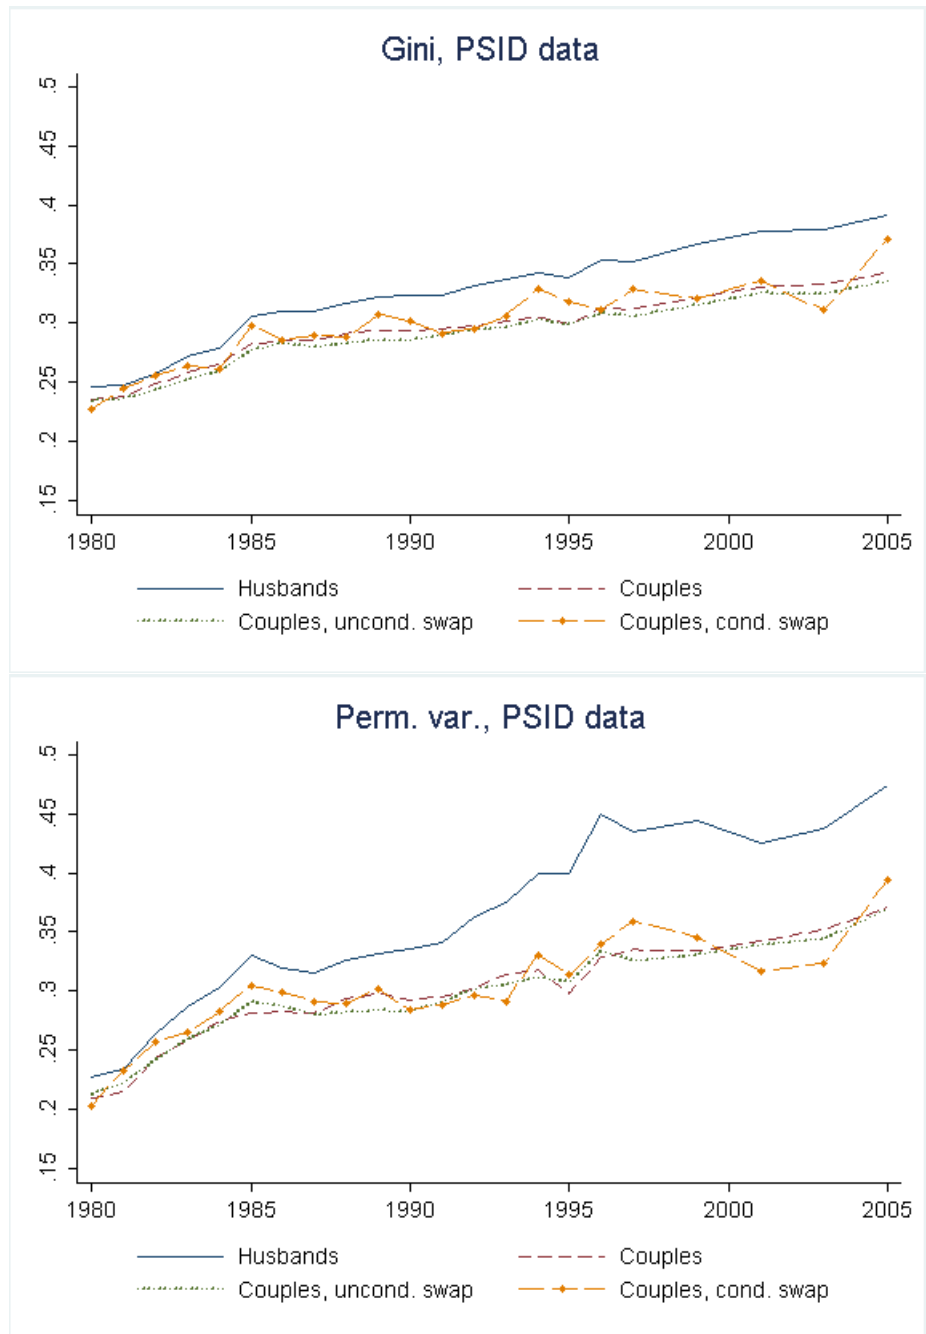 Gini, PSID data
.5
.45
.4
.35
.3
.25
.2
.15
1980 1985 1990 1995 2000 2005
Husbands Couples
Couples, uncond. swap Couples, cond. swap
Perm. var., PSID data
.5
.45
.4
.35
.3
.25
.2
.15
1980 1985 1990 1995 2000 2005
Husbands Couples
Couples, uncond. swap Couples, cond. swap